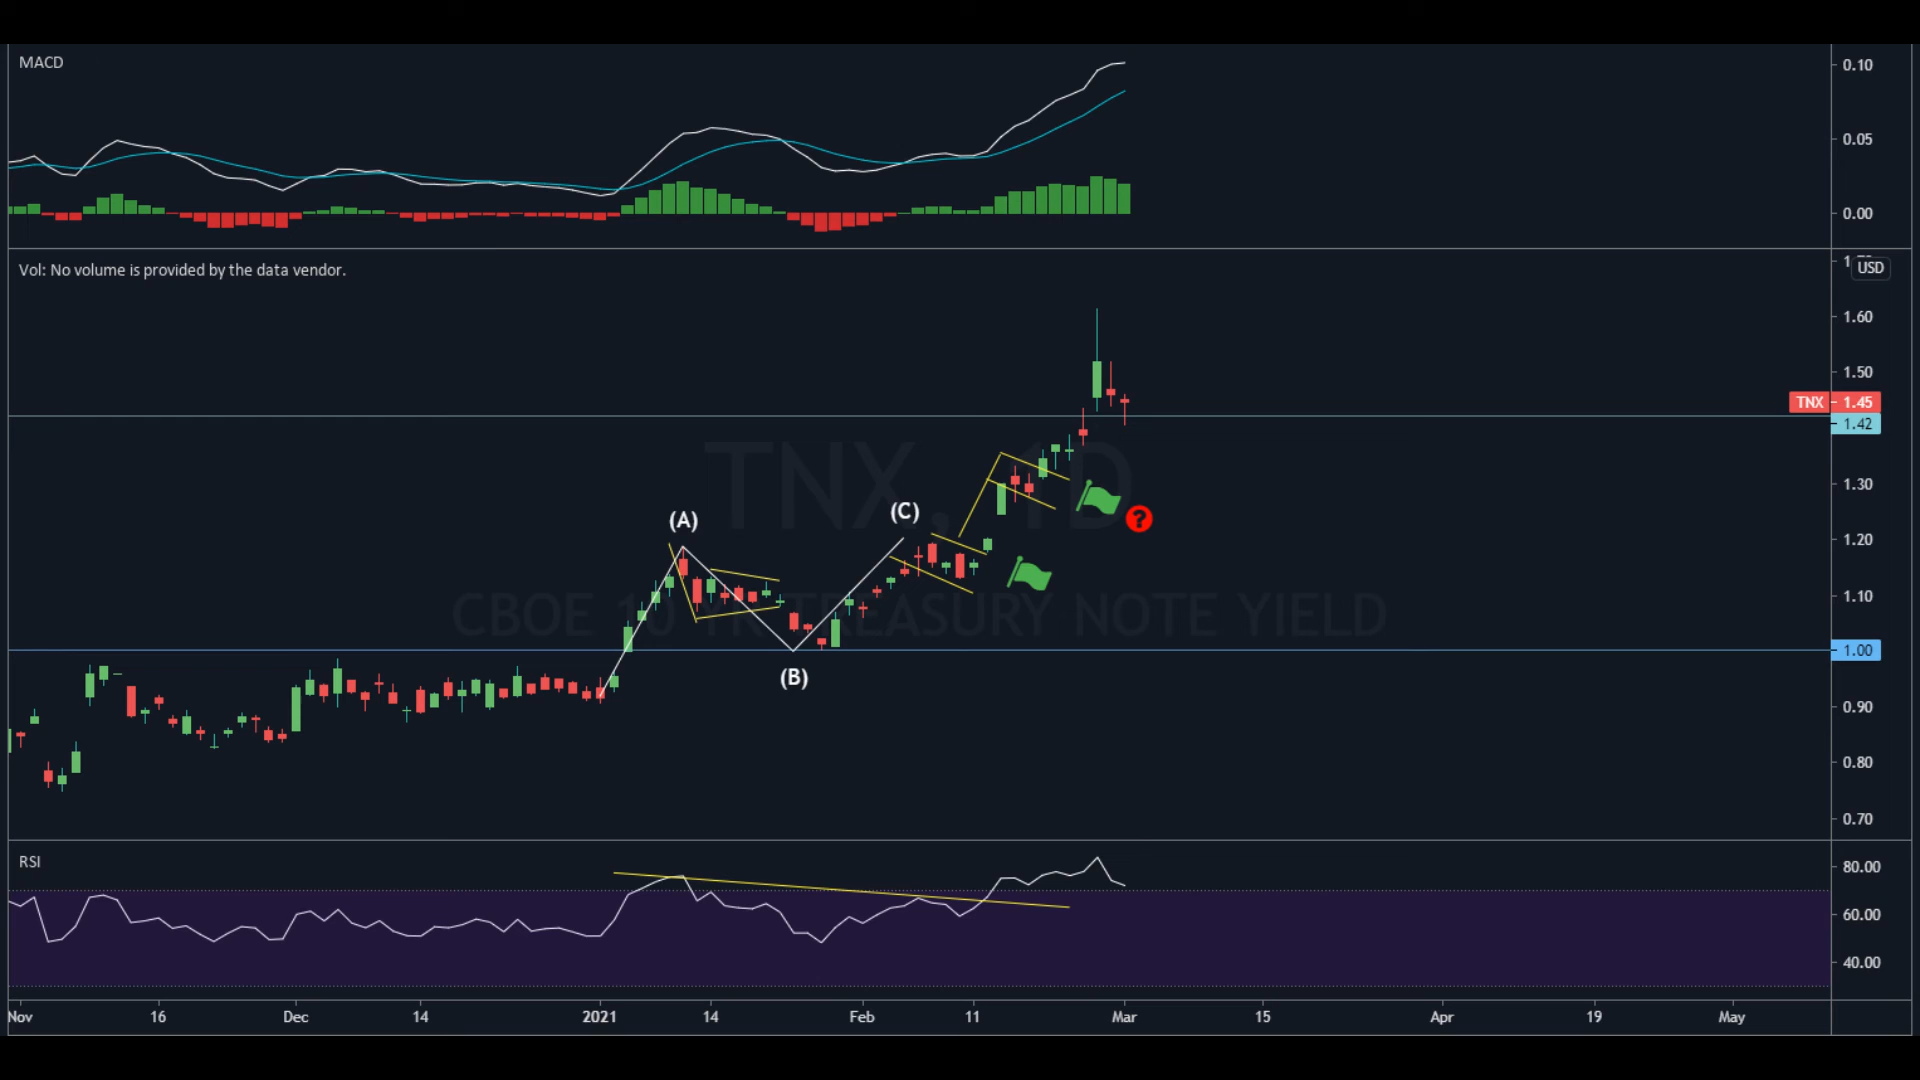 MACD
0.10
0.05
0.00
Vol: No volume is provided by the data vendor.
USD
1.60
1.50
TNX 1.45
1.42
1.30
1.20
1.10
1.00
0.90
0.80
0.70
TNX, 1D
CBOE 10 YR TREASURY NOTE YIELD
(A)
(B)
(C)
?
RSI
80.00
60.00
40.00
Nov 16 Dec 14 2021 14 Feb 11 Mar 15 Apr 19 May